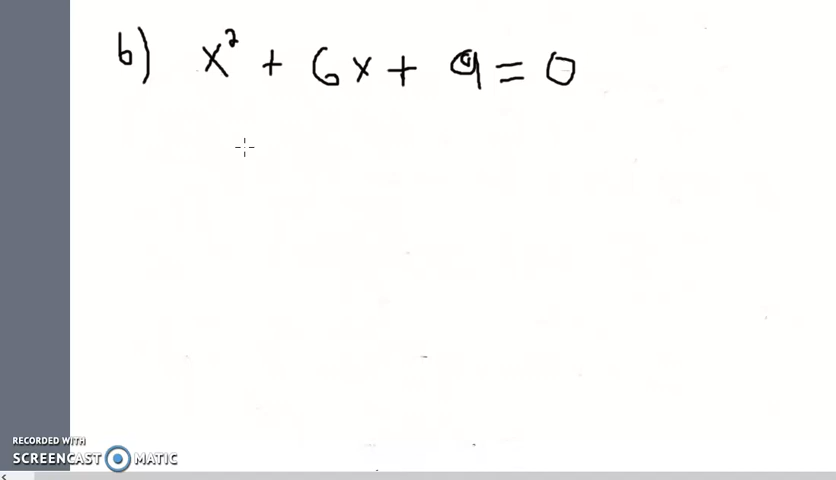 b) x² + 6x + 9 = 0
RECORDED WITH
SCREENCAST MATIC